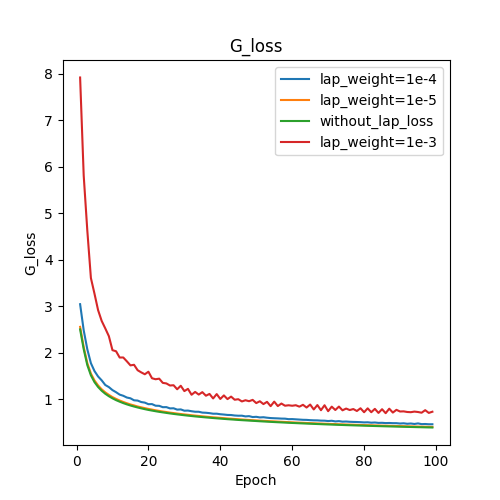 G_loss
lap_weight=1e-4
lap_weight=1e-5
without_lap_loss
lap_weight=1e-3
8
7
6
5
4
3
2
1
G_loss
0 20 40 60 80 100
Epoch